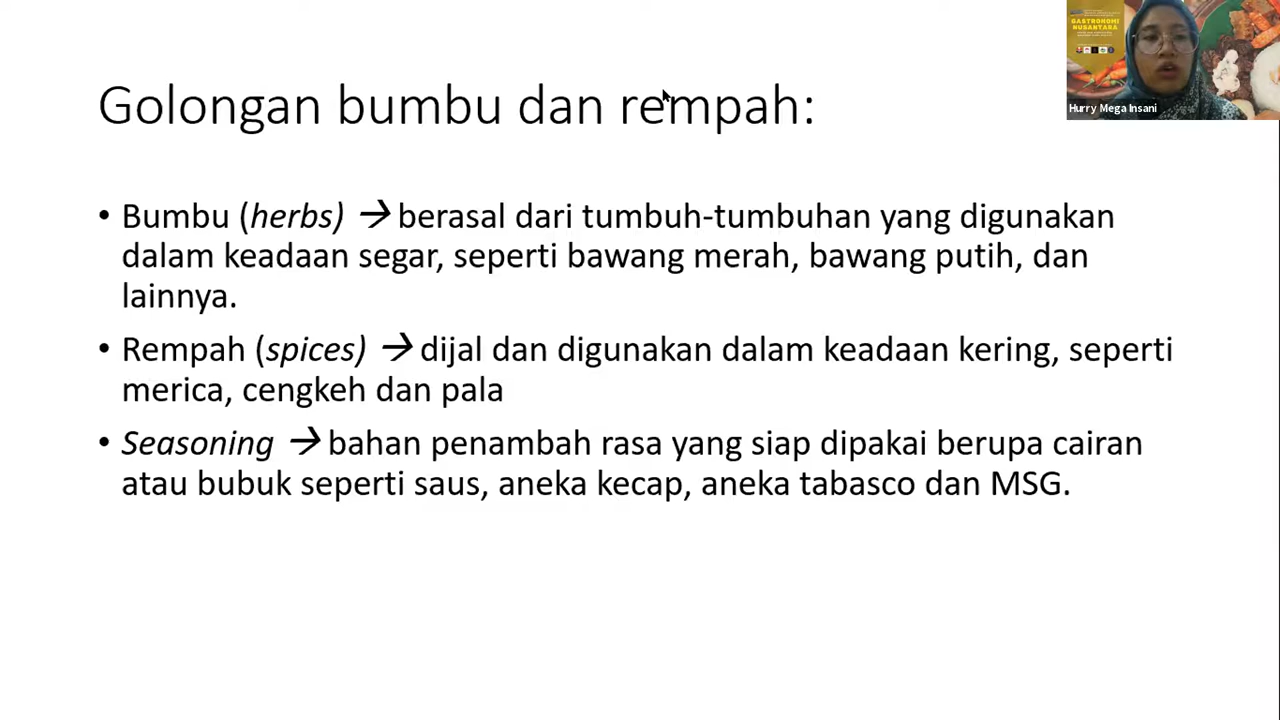 GASTRONOMI
NUSANTARA
Hurry Mega Insani
Golongan bumbu dan rempah:
• Bumbu (herbs) → berasal dari tumbuh-tumbuhan yang digunakan
dalam keadaan segar, seperti bawang merah, bawang putih, dan
lainnya.
• Rempah (spices) → dijal dan digunakan dalam keadaan kering, seperti
merica, cengkeh dan pala
• Seasoning → bahan penambah rasa yang siap dipakai berupa cairan
atau bubuk seperti saus, aneka kecap, aneka tabasco dan MSG.